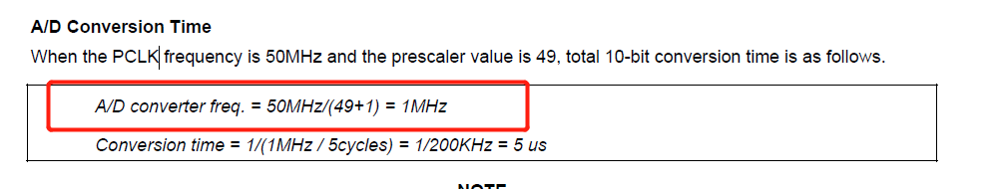 A/D Conversion Time
When the PCLK frequency is 50MHz and the prescaler value is 49, total 10-bit conversion time is as follows.
A/D converter freq. = 50MHz/(49+1) = 1MHz
Conversion time = 1/(1MHz / 5cycles) = 1/200KHz = 5 us
NOTE